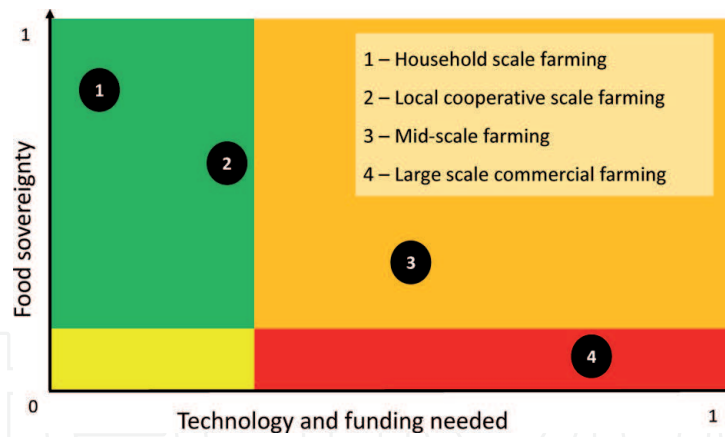 1
1 – Household scale farming
2 – Local cooperative scale farming
3 – Mid-scale farming
4 – Large scale commercial farming
1
2
3
4
Food sovereignty
0
Technology and funding needed
1